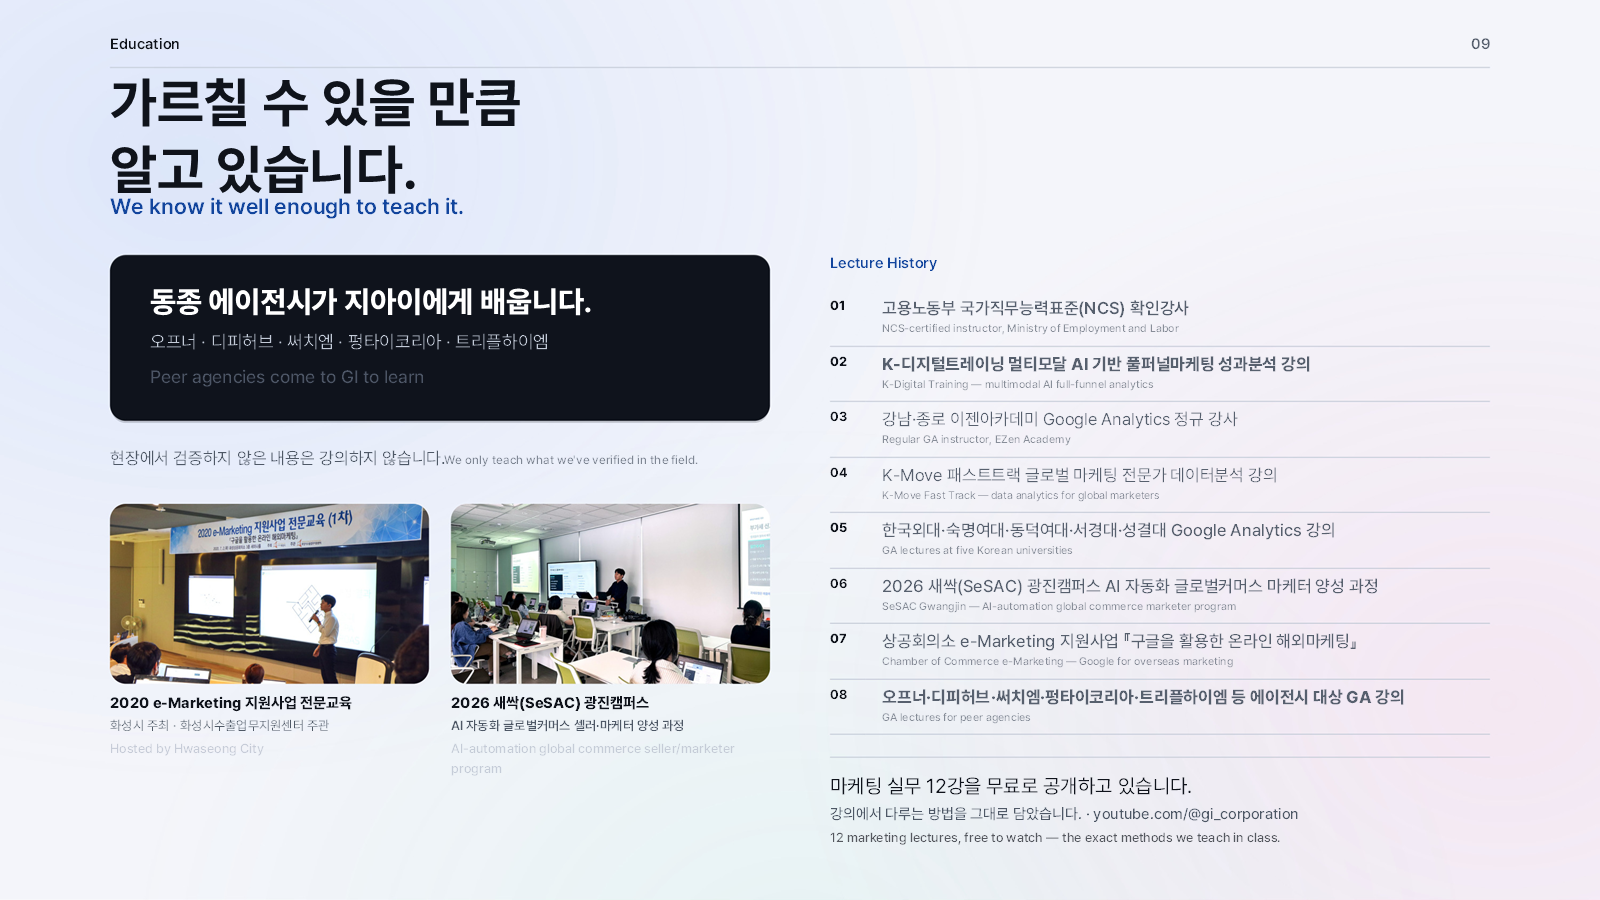 Education
09
가르칠 수 있을 만큼
알고 있습니다.
We know it well enough to teach it.
동종 에이전시가 지아이에게 배웁니다.
오프너 · 디피허브 · 써치엠 · 펑타이코리아 · 트리플하이엠
Peer agencies come to GI to learn
현장에서 검증하지 않은 내용은 강의하지 않습니다.We only teach what we've verified in the field.
2020 e-Marketing 지원사업 전문교육 (1차)
『구글을 활용한 온라인 해외마케팅』
2020 e-Marketing 지원사업 전문교육
화성시 주최 · 화성시수출업무지원센터 주관
Hosted by Hwaseong City
2026 새싹(SeSAC) 광진캠퍼스
AI 자동화 글로벌커머스 셀러·마케터 양성 과정
AI-automation global commerce seller/marketer
program
Lecture History
01
고용노동부 국가직무능력표준(NCS) 확인강사
NCS-certified instructor, Ministry of Employment and Labor
02
K-디지털트레이닝 멀티모달 AI 기반 풀퍼널마케팅 성과분석 강의
K-Digital Training — multimodal AI full-funnel analytics
03
강남·종로 이젠아카데미 Google Analytics 정규 강사
Regular GA instructor, EZen Academy
04
K-Move 패스트트랙 글로벌 마케팅 전문가 데이터분석 강의
K-Move Fast Track — data analytics for global marketers
05
한국외대·숙명여대·동덕여대·서경대·성결대 Google Analytics 강의
GA lectures at five Korean universities
06
2026 새싹(SeSAC) 광진캠퍼스 AI 자동화 글로벌커머스 마케터 양성 과정
SeSAC Gwangjin — AI-automation global commerce marketer program
07
상공회의소 e-Marketing 지원사업 『구글을 활용한 온라인 해외마케팅』
Chamber of Commerce e-Marketing — Google for overseas marketing
08
오프너·디피허브·써치엠·펑타이코리아·트리플하이엠 등 에이전시 대상 GA 강의
GA lectures for peer agencies
마케팅 실무 12강을 무료로 공개하고 있습니다.
강의에서 다루는 방법을 그대로 담았습니다. · youtube.com/@gi_corporation
12 marketing lectures, free to watch — the exact methods we teach in class.